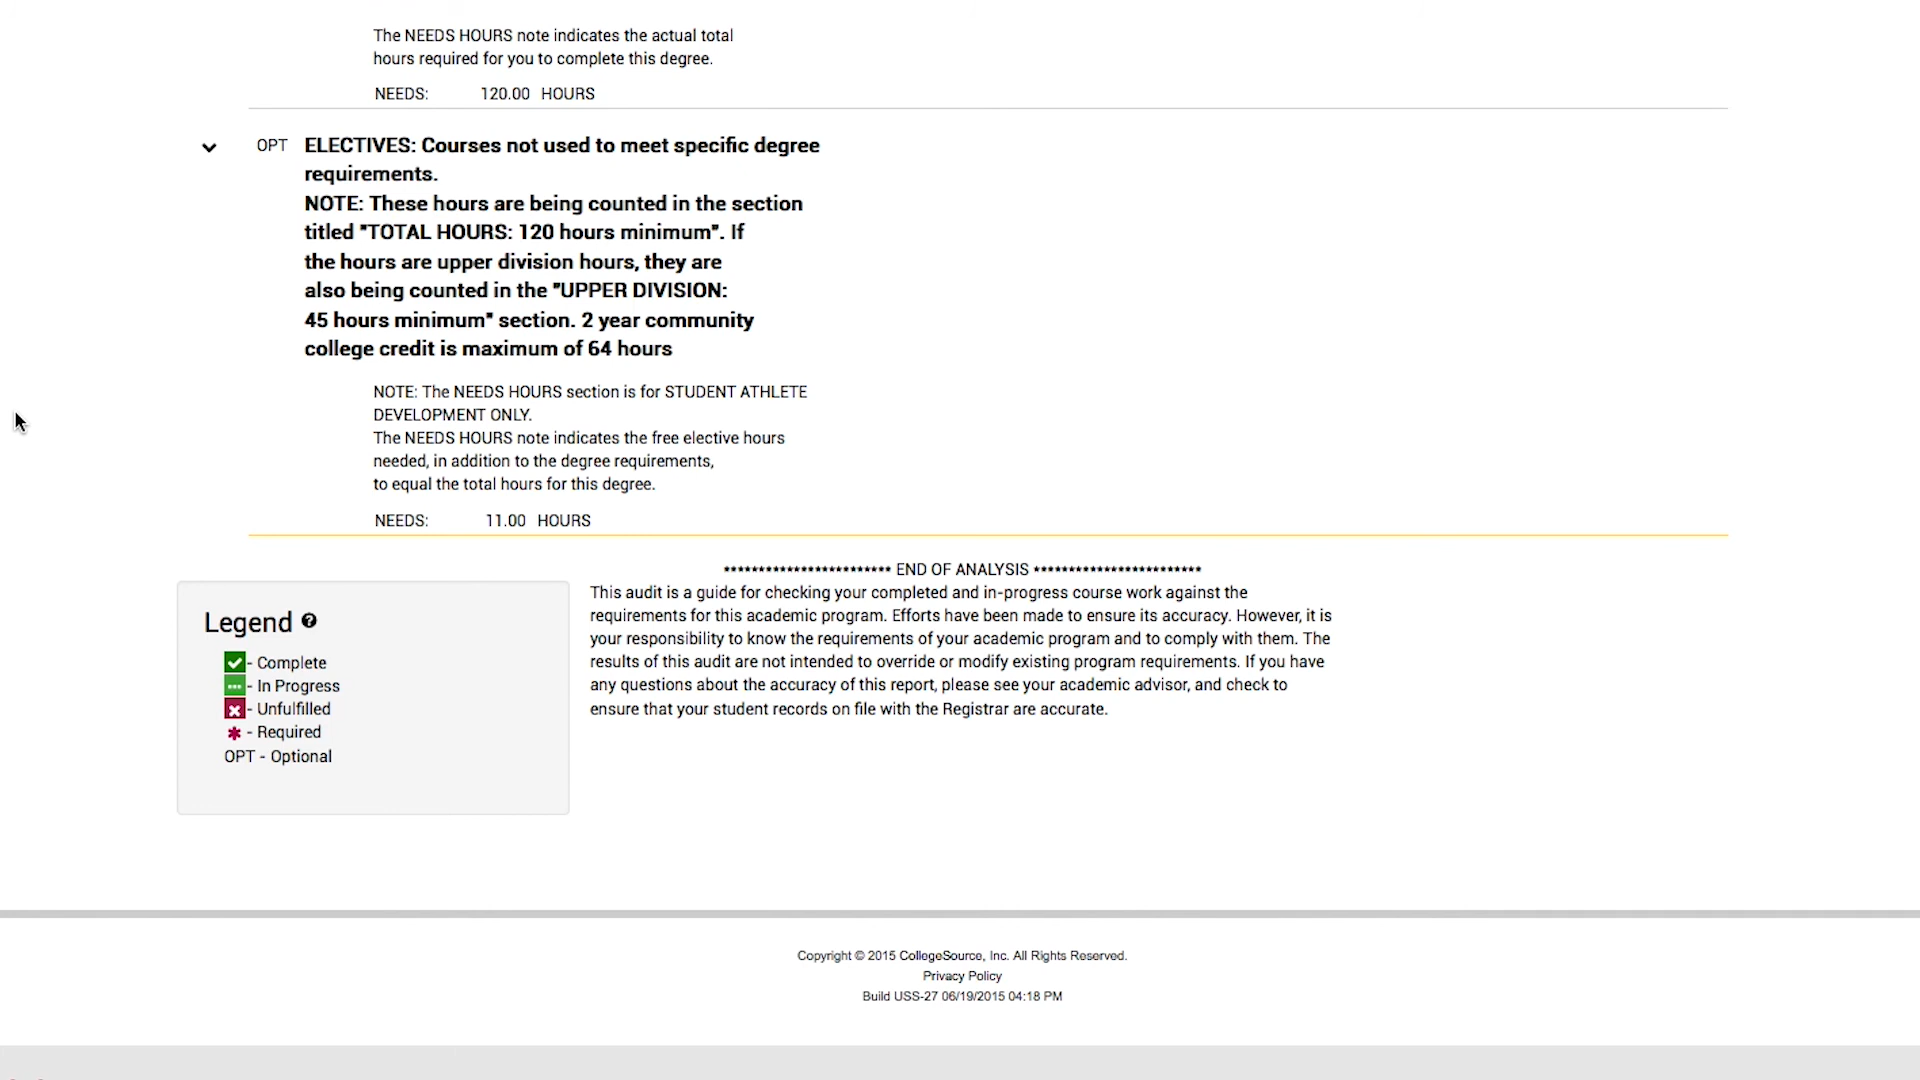 The NEEDS HOURS note indicates the actual total
hours required for you to complete this degree.
NEEDS: 120.00 HOURS
OPT ELECTIVES: Courses not used to meet specific degree
requirements.
NOTE: These hours are being counted in the section
titled "TOTAL HOURS: 120 hours minimum". If
the hours are upper division hours, they are
also being counted in the "UPPER DIVISION:
45 hours minimum" section. 2 year community
college credit is maximum of 64 hours
NOTE: The NEEDS HOURS section is for STUDENT ATHLETE
DEVELOPMENT ONLY.
The NEEDS HOURS note indicates the free elective hours
needed, in addition to the degree requirements,
to equal the total hours for this degree.
NEEDS: 11.00 HOURS
************************ END OF ANALYSIS ************************
This audit is a guide for checking your completed and in-progress course work against the
requirements for this academic program. Efforts have been made to ensure its accuracy. However, it is
your responsibility to know the requirements of your academic program and to comply with them. The
results of this audit are not intended to override or modify existing program requirements. If you have
any questions about the accuracy of this report, please see your academic advisor, and check to
ensure that your student records on file with the Registrar are accurate.
Legend ?
- Complete
- In Progress
- Unfulfilled
* - Required
OPT - Optional
Copyright © 2015 CollegeSource, Inc. All Rights Reserved.
Privacy Policy
Build USS-27 06/19/2015 04:18 PM